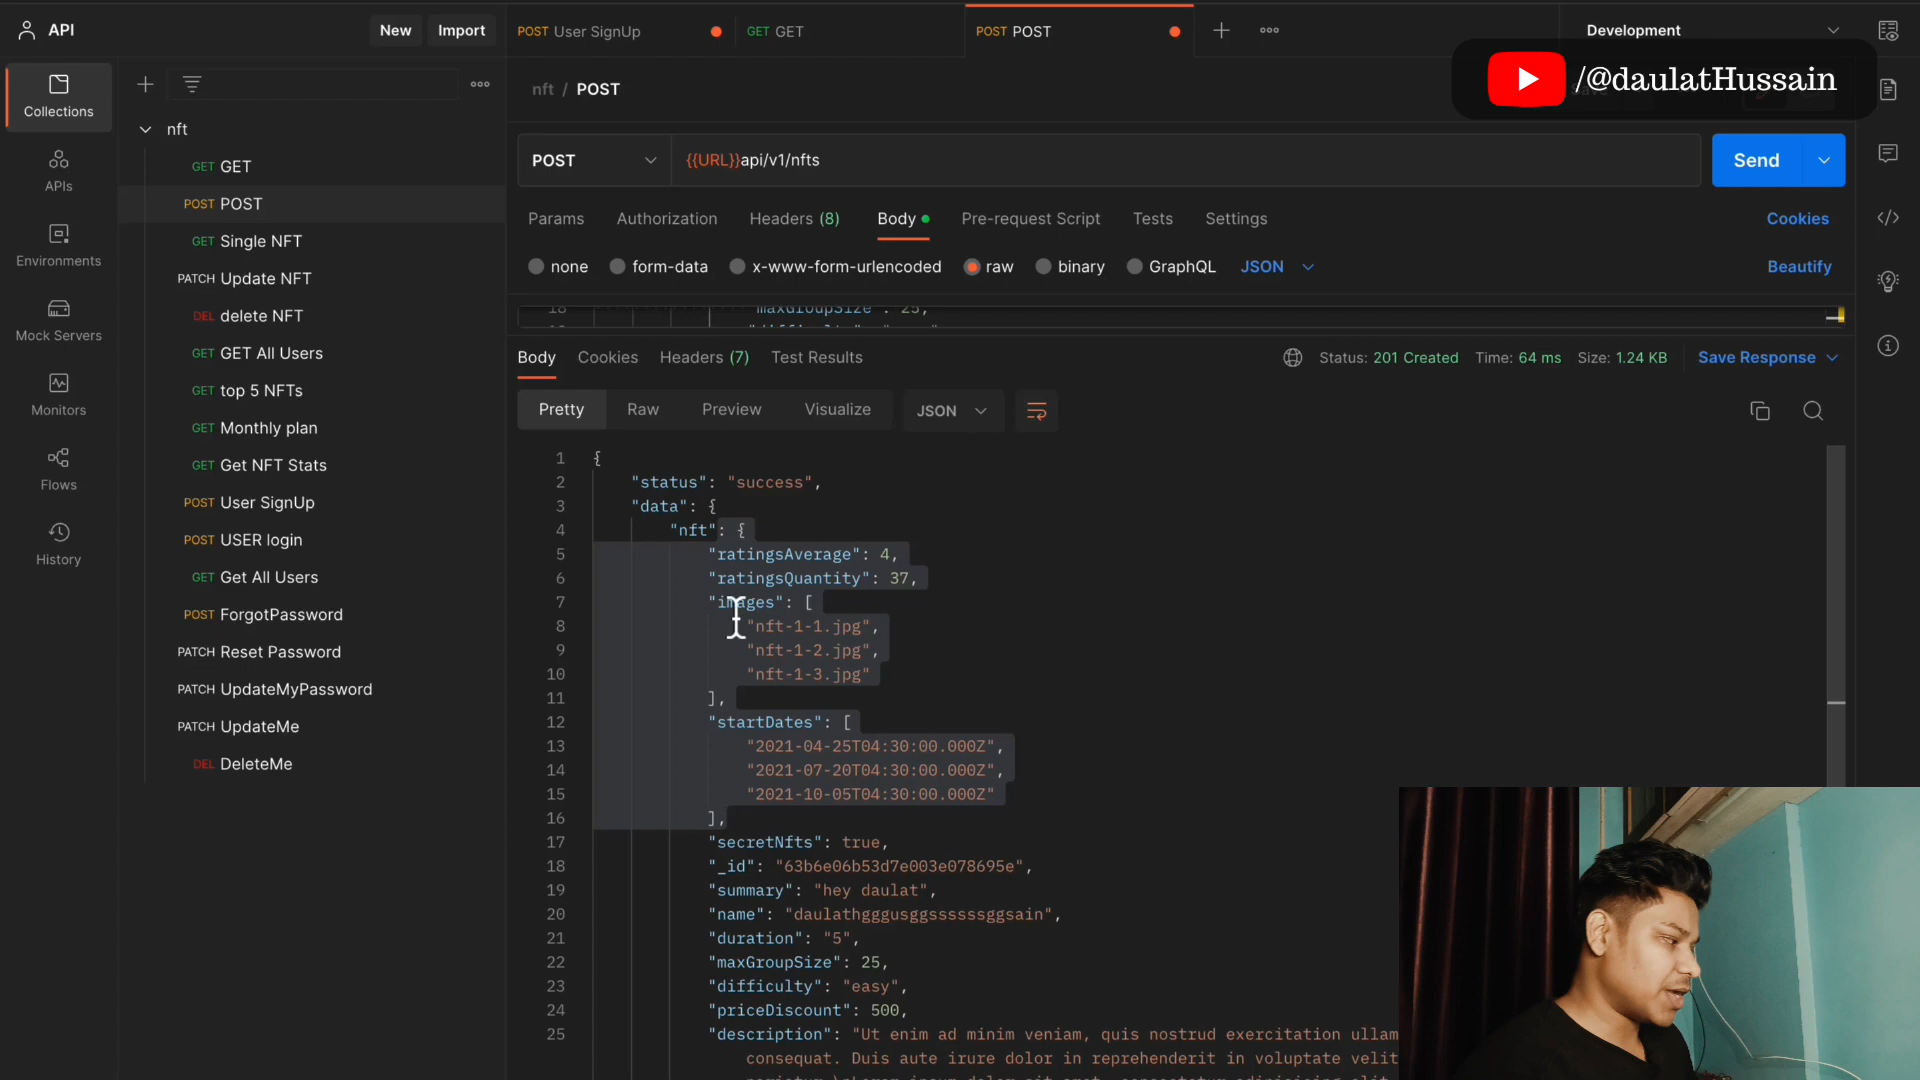 API
New
Import
POST User SignUp
GET GET
POST POST
Development
/@daulatHussain
Collections
APIs
Environments
Mock Servers
Monitors
Flows
History
nft
GET GET
POST POST
GET Single NFT
PATCH Update NFT
DEL delete NFT
GET GET All Users
GET top 5 NFTs
GET Monthly plan
GET Get NFT Stats
POST User SignUp
POST USER login
GET Get All Users
POST ForgotPassword
PATCH Reset Password
PATCH UpdateMyPassword
PATCH UpdateMe
DEL DeleteMe
nft / POST
POST
{{URL}}api/v1/nfts
Send
Params Authorization Headers (8) Body Pre-request Script Tests Settings Cookies
none form-data x-www-form-urlencoded raw binary GraphQL JSON Beautify
18 "maxGroupSize": 25,
Body Cookies Headers (7) Test Results Status: 201 Created Time: 64 ms Size: 1.24 KB Save Response
Pretty Raw Preview Visualize JSON
1 {
2 "status": "success",
3 "data": {
4 "nft": {
5 "ratingsAverage": 4,
6 "ratingsQuantity": 37,
7 "images": [
8 "nft-1-1.jpg",
9 "nft-1-2.jpg",
10 "nft-1-3.jpg"
11 ],
12 "startDates": [
13 "2021-04-25T04:30:00.000Z",
14 "2021-07-20T04:30:00.000Z",
15 "2021-10-05T04:30:00.000Z"
16 ],
17 "secretNfts": true,
18 "_id": "63b6e06b53d7e003e078695e",
19 "summary": "hey daulat",
20 "name": "daulathgggusggssssssggsain",
21 "duration": "5",
22 "maxGroupSize": 25,
23 "difficulty": "easy",
24 "priceDiscount": 500,
25 "description": "Ut enim ad minim veniam, quis nostrud exercitation ullam
consequat. Duis aute irure dolor in reprehenderit in voluptate velit